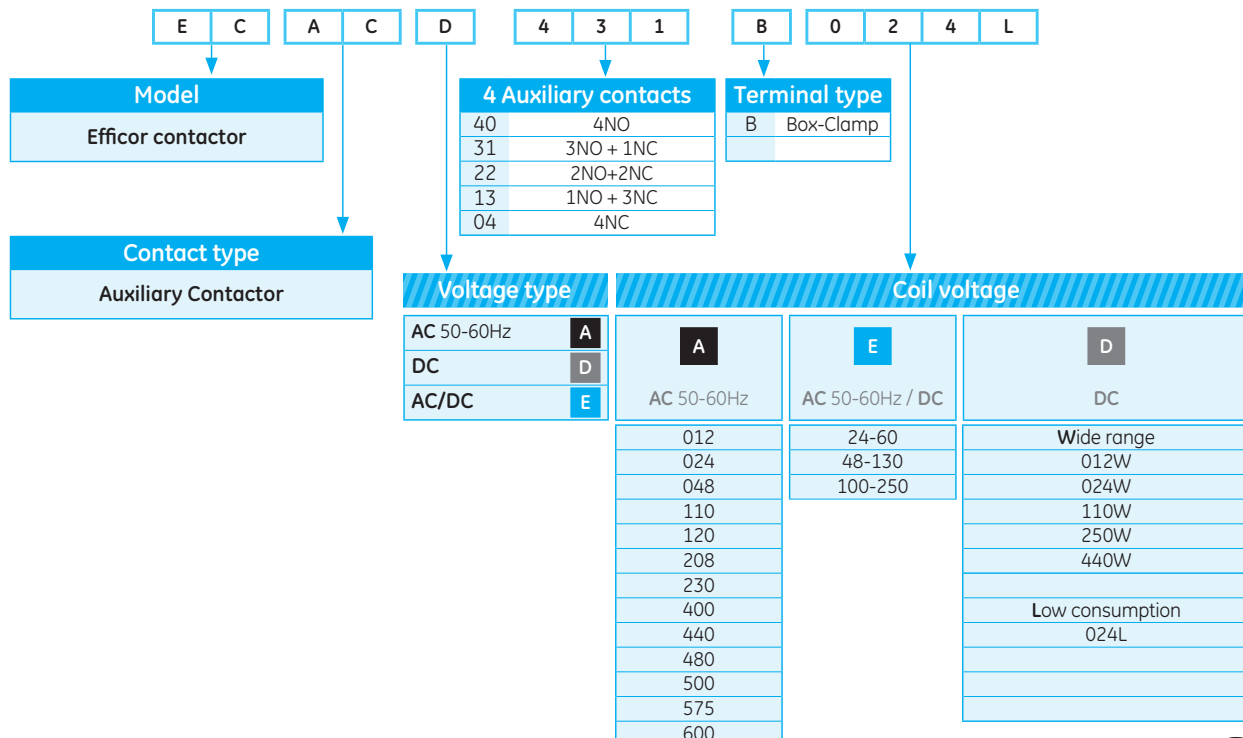 E C A C D 4 3 1 B 0 2 4 L
Model
Efficor contactor
4 Auxiliary contacts
40 4NO
31 3NO + 1NC
22 2NO+2NC
13 1NO + 3NC
04 4NC
Terminal type
B Box-Clamp
Contact type
Auxiliary Contactor
Voltage type
AC 50-60Hz A
DC D
AC/DC E
Coil voltage
A
AC 50-60Hz
012
024
048
110
120
208
230
400
440
480
500
575
600
E
AC 50-60Hz / DC
24-60
48-130
100-250
D
DC
Wide range
012W
024W
110W
250W
440W
Low consumption
024L